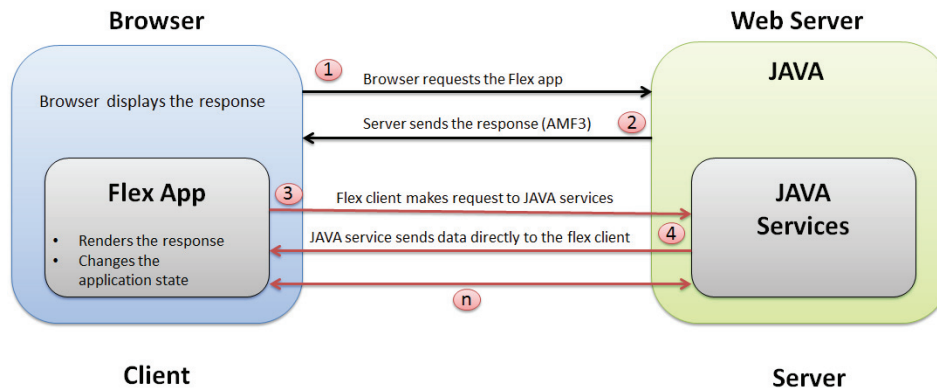 Browser
Web Server
1
Browser requests the Flex app
JAVA
Browser displays the response
Server sends the response (AMF3)
2
Flex App
3
Flex client makes request to JAVA services
JAVA
Services
• Renders the response
JAVA service sends data directly to the flex client
4
• Changes the
application state
n
Client
Server